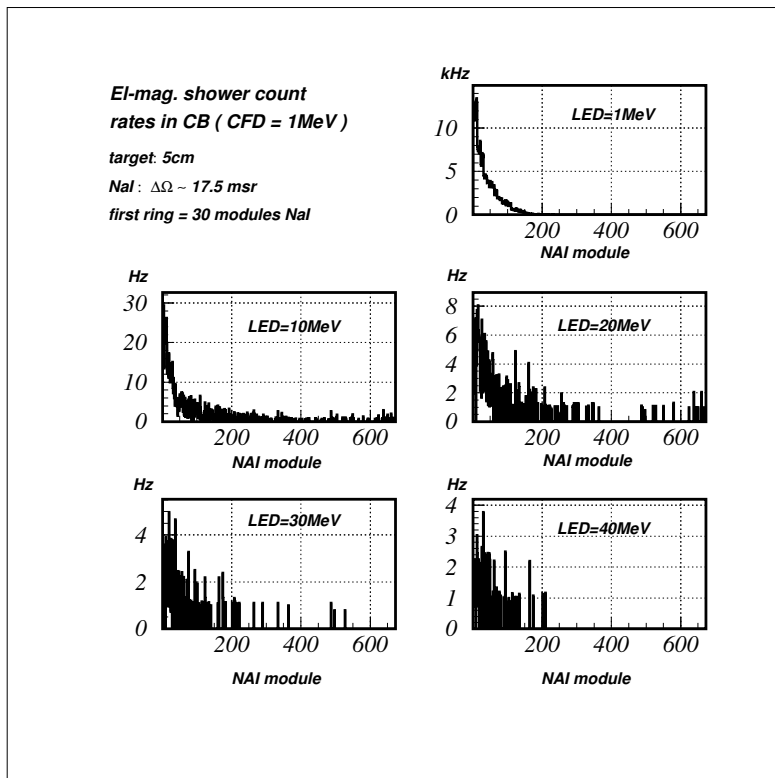 El-mag. shower count
rates in CB ( CFD = 1MeV )
target: 5cm
NaI : ΔΩ ~ 17.5 msr
first ring = 30 modules NaI
kHz
LED=1MeV
10
5
0
200 400 600
NAI module
Hz
30
20
10
0
LED=10MeV
200 400 600
NAI module
Hz
8
6
4
2
0
LED=20MeV
200 400 600
NAI module
Hz
4
2
0
LED=30MeV
200 400 600
NAI module
Hz
4
3
2
1
0
LED=40MeV
200 400 600
NAI module